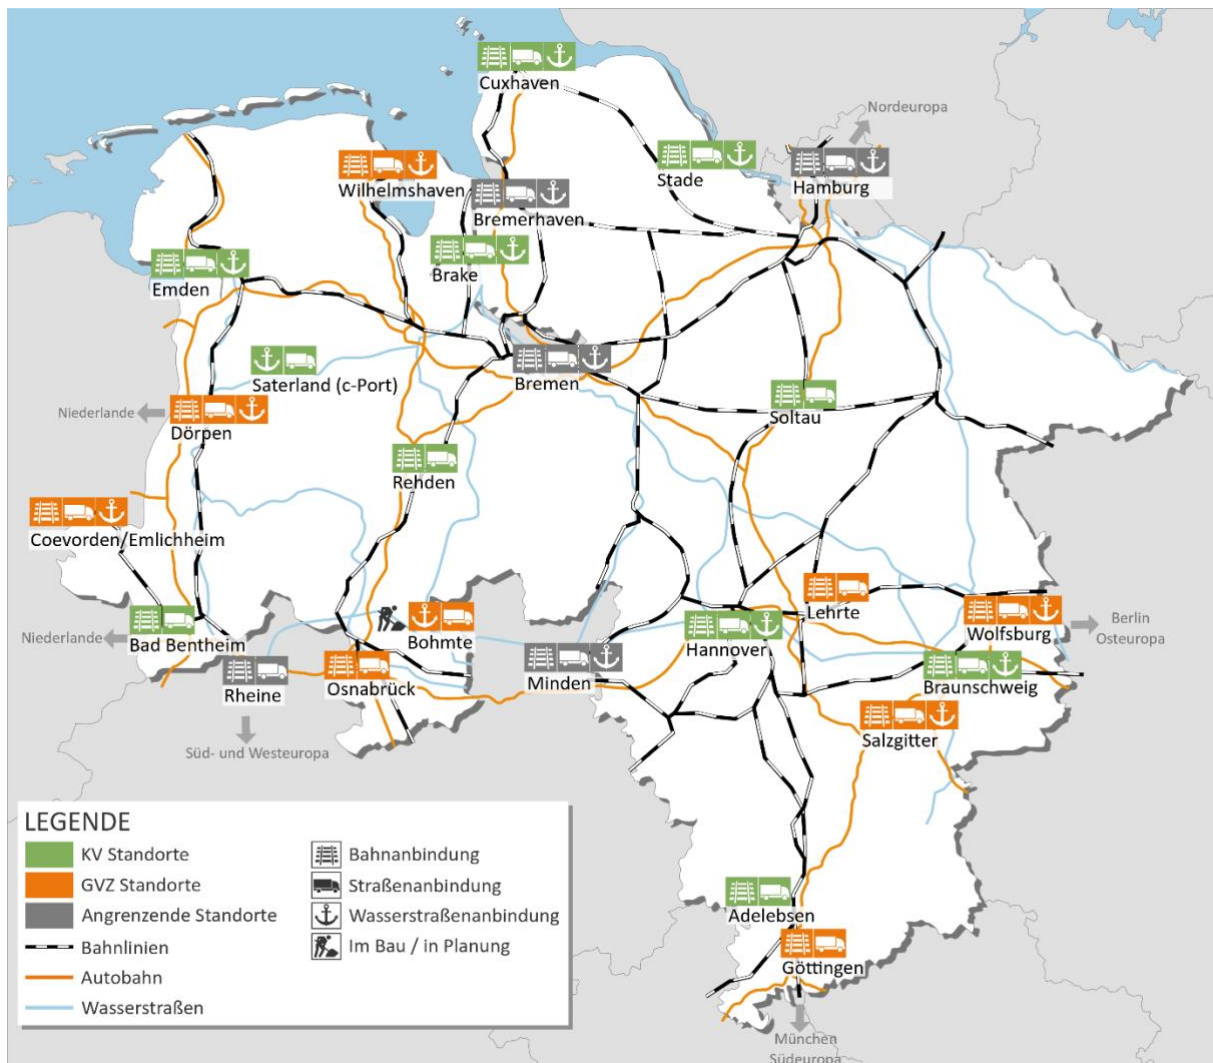 Cuxhaven
Nordeuropa
Wilhelmshaven
Stade
Hamburg
Bremerhaven
Brake
Emden
Saterland (c-Port)
Bremen
Niederlande
Dörpen
Soltau
Rehden
Coevorden/Emlichheim
Lehrte
Wolfsburg
Berlin
Osteuropa
Niederlande
Bad Bentheim
Bohmte
Hannover
Rheine
Osnabrück
Minden
Braunschweig
Salzgitter
Süd- und Westeuropa
Adelebsen
Göttingen
München
Südeuropa
LEGENDE
KV Standorte
GVZ Standorte
Angrenzende Standorte
Bahnlinien
Autobahn
Wasserstraßen
Bahnanbindung
Straßenanbindung
Wasserstraßenanbindung
Im Bau / in Planung